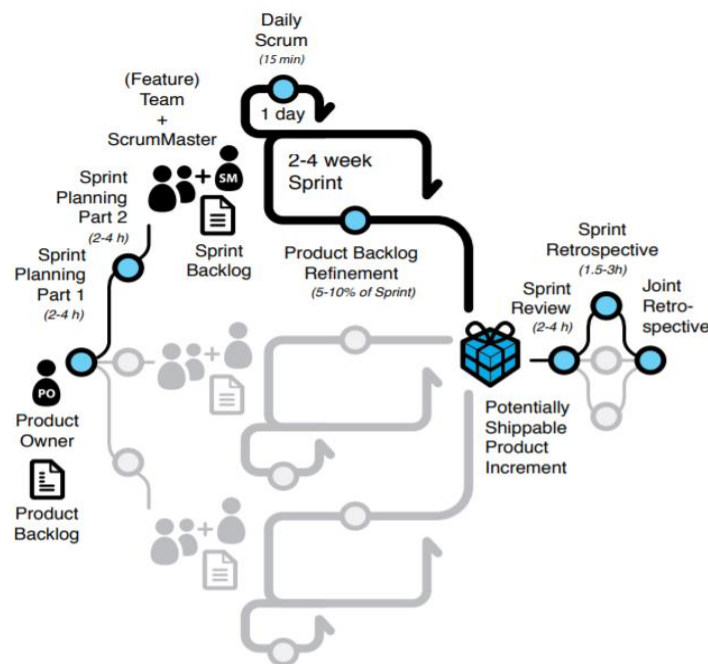 Daily
Scrum
(15 min)
1 day
(Feature)
Team
+
ScrumMaster
+
SM
2-4 week
Sprint
Sprint
Planning
Part 2
(2-4 h)
Sprint
Backlog
Sprint
Planning
Part 1
(2-4 h)
Product Backlog
Refinement
(5-10% of Sprint)
Sprint
Retrospective
(1.5-3h)
Sprint
Review
(2-4 h)
Joint
Retro-
spective
PO
Product
Owner
Product
Backlog
+
Potentially
Shippable
Product
Increment
+